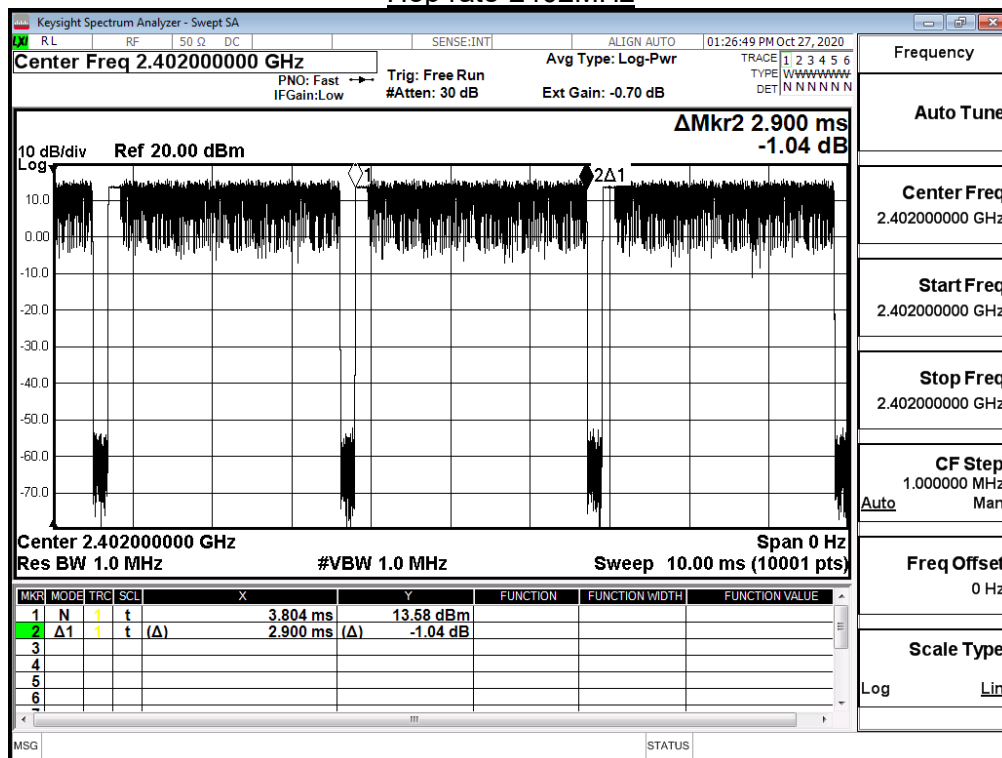 Hop rate 2402MHz
Keysight Spectrum Analyzer - Swept SA
LXI RL RF 50 Ω DC SENSE:INT ALIGN AUTO 01:26:49 PM Oct 27, 2020
Center Freq 2.402000000 GHz
PNO: Fast
IFGain:Low
Trig: Free Run
#Atten: 30 dB
Avg Type: Log-Pwr
Ext Gain: -0.70 dB
TRACE 1 2 3 4 5 6
TYPE WWWWWW
DET N N N N N N
ΔMkr2 2.900 ms
-1.04 dB
10 dB/div Ref 20.00 dBm
Log
1
2Δ1
10.0
0.00
-10.0
-20.0
-30.0
-40.0
-50.0
-60.0
-70.0
Center 2.402000000 GHz Span 0 Hz
Res BW 1.0 MHz #VBW 1.0 MHz Sweep 10.00 ms (10001 pts)
MKR MODE TRC SCL X Y FUNCTION FUNCTION WIDTH FUNCTION VALUE
1 N 1 t 3.804 ms 13.58 dBm
2 Δ1 1 t (Δ) 2.900 ms (Δ) -1.04 dB
3
4
5
6
MSG STATUS
Frequency
Auto Tune
Center Freq
2.402000000 GHz
Start Freq
2.402000000 GHz
Stop Freq
2.402000000 GHz
CF Step
1.000000 MHz
Auto Man
Freq Offset
0 Hz
Scale Type
Log Lin